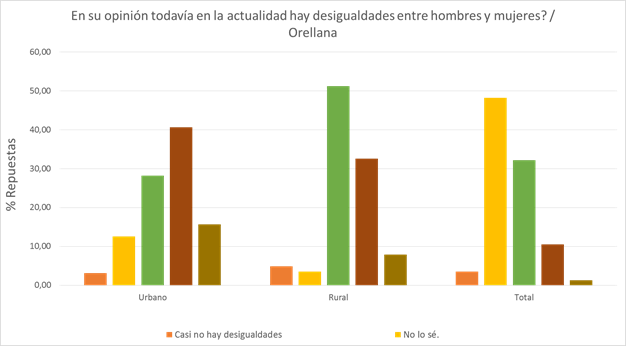 En su opinión todavía en la actualidad hay desigualdades entre hombres y mujeres? /
Orellana
60,00
50,00
40,00
30,00
20,00
10,00
0,00
% Repuestas
Urbano Rural Total
Casi no hay desigualdades No lo sé.